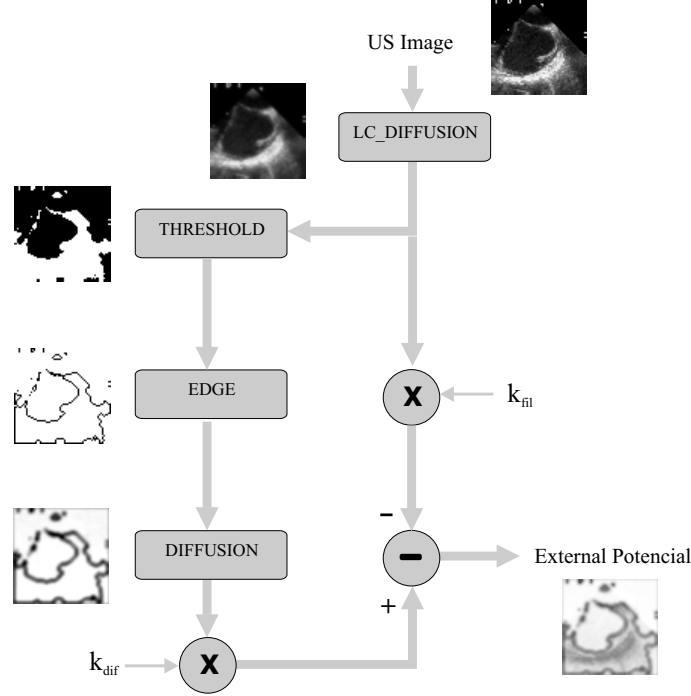 US Image
LC_DIFFUSION
THRESHOLD
EDGE
X
k_fil
DIFFUSION
–
–
External Potencial
+
k_dif
X